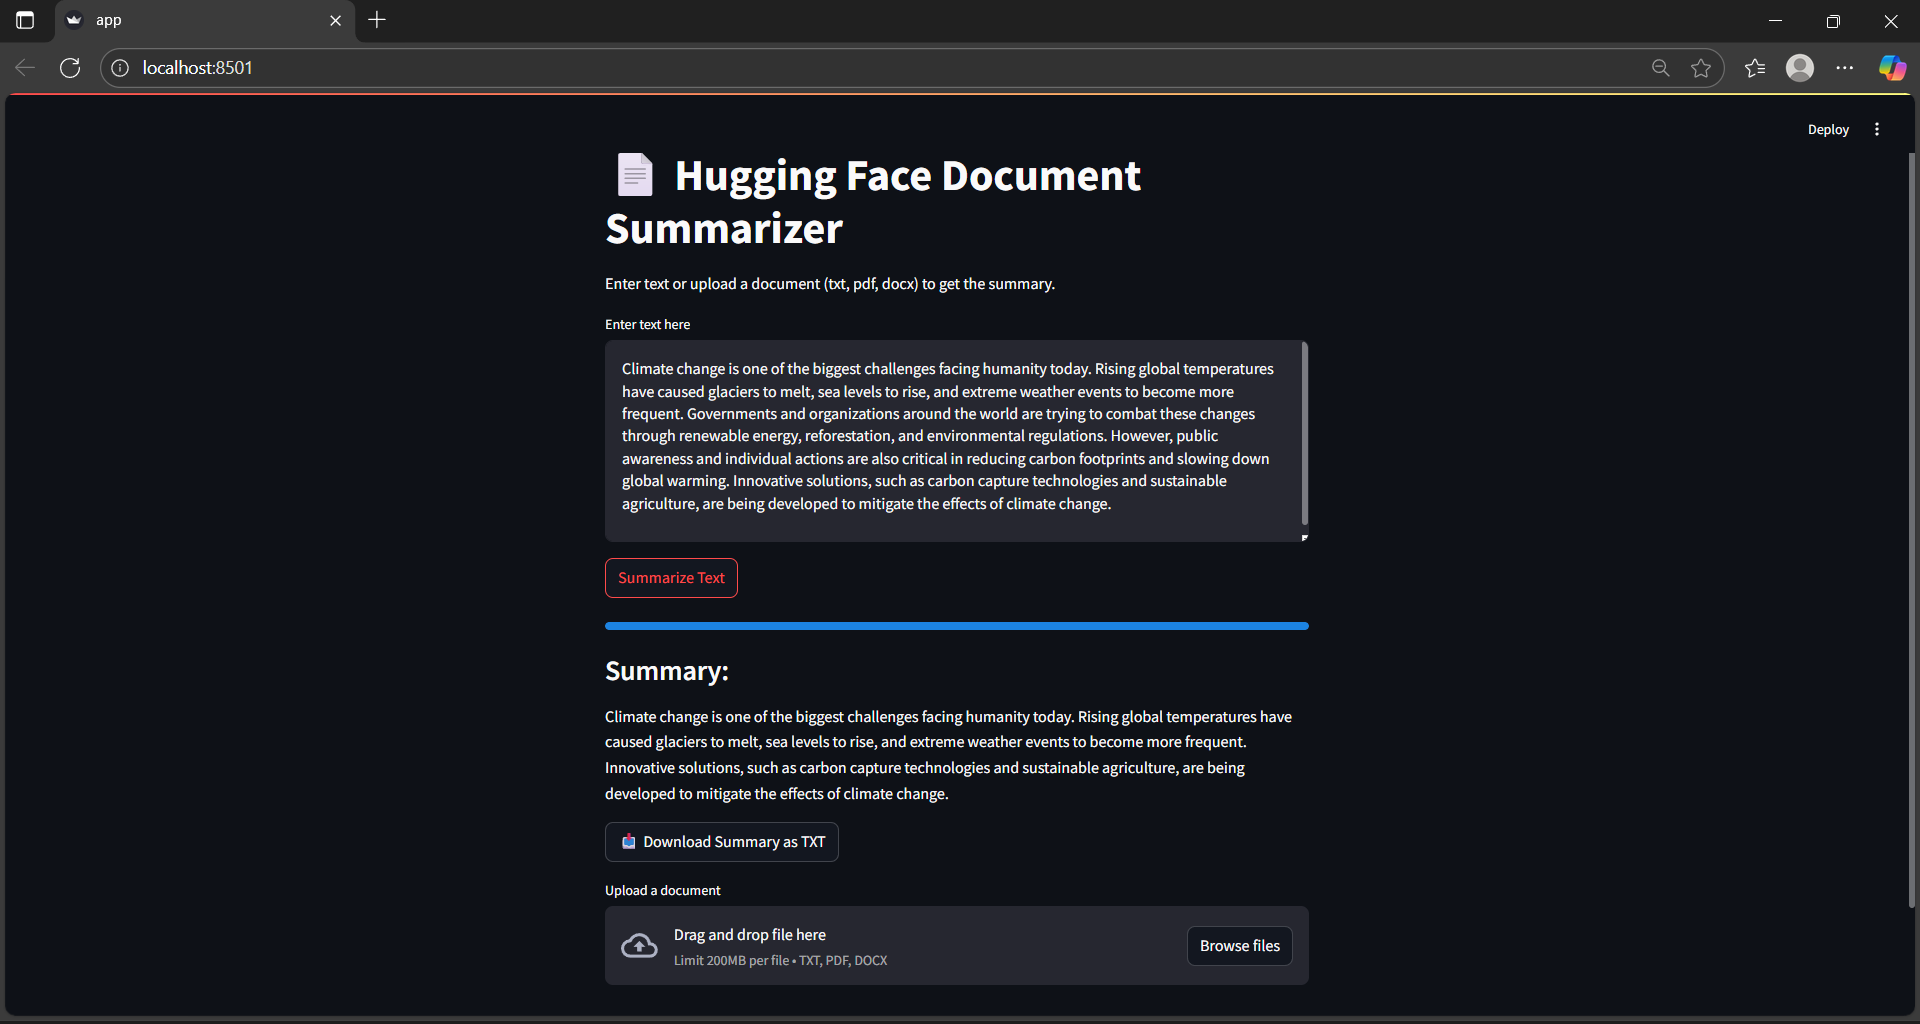 app
localhost:8501
Deploy
Hugging Face Document
Summarizer
Enter text or upload a document (txt, pdf, docx) to get the summary.
Enter text here
Climate change is one of the biggest challenges facing humanity today. Rising global temperatures
have caused glaciers to melt, sea levels to rise, and extreme weather events to become more
frequent. Governments and organizations around the world are trying to combat these changes
through renewable energy, reforestation, and environmental regulations. However, public
awareness and individual actions are also critical in reducing carbon footprints and slowing down
global warming. Innovative solutions, such as carbon capture technologies and sustainable
agriculture, are being developed to mitigate the effects of climate change.
Summarize Text
Summary:
Climate change is one of the biggest challenges facing humanity today. Rising global temperatures have
caused glaciers to melt, sea levels to rise, and extreme weather events to become more frequent.
Innovative solutions, such as carbon capture technologies and sustainable agriculture, are being
developed to mitigate the effects of climate change.
Download Summary as TXT
Upload a document
Drag and drop file here
Limit 200MB per file • TXT, PDF, DOCX
Browse files